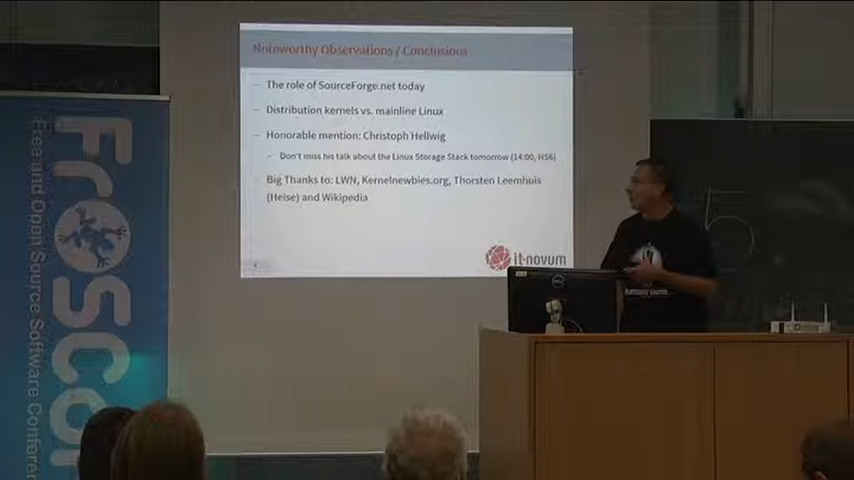 Noteworthy Observations / Conclusions
– The role of SourceForge.net today
– Distribution kernels vs. mainline Linux
– Honorable mention: Christoph Hellwig
– Don't miss his talk about the Linux Storage Stack tomorrow (14:00, HS6)
Big Thanks to: LWN, Kernelnewbies.org, Thorsten Leemhuis
(Heise) and Wikipedia
it-novum
FrOSCo
Free and Open Source Software Conferen
DELL